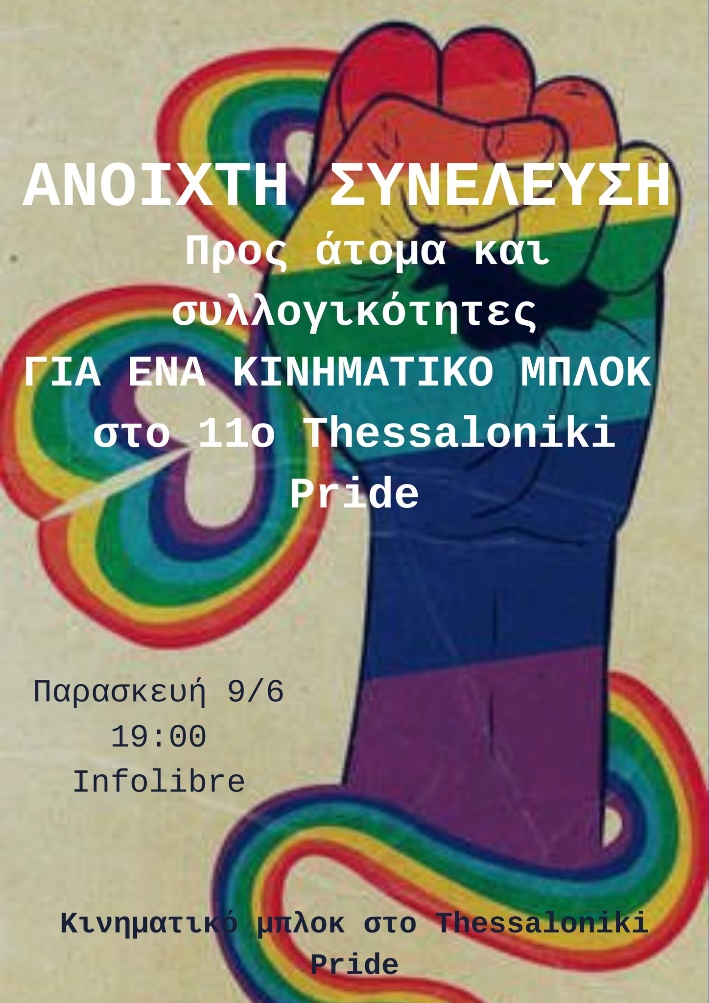 ΑΝΟΙΧΤΗ ΣΥΝΕΛΕΥΣΗ
Προς άτομα και
συλλογικότητες
ΓΙΑ ΕΝΑ ΚΙΝΗΜΑΤΙΚΟ ΜΠΛΟΚ
στο 11ο Thessaloniki
Pride
Παρασκευή 9/6
19:00
Infolibre
Κινηματικό μπλοκ στο Thessaloniki
Pride